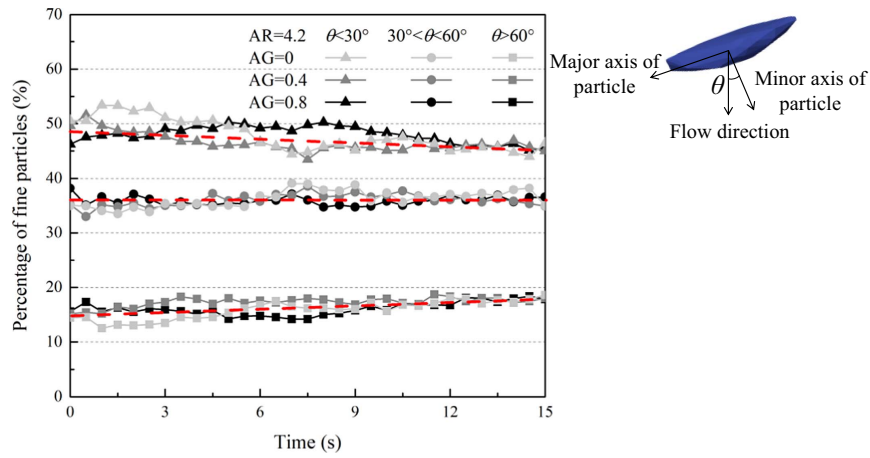 AR=4.2 θ<30° 30°<θ<60° θ>60°
AG=0
AG=0.4
AG=0.8
Percentage of fine particles (%)
70
60
50
40
30
20
10
0
0 3 6 9 12 15
Time (s)
Major axis of
particle
θ
Minor axis of
particle
Flow direction